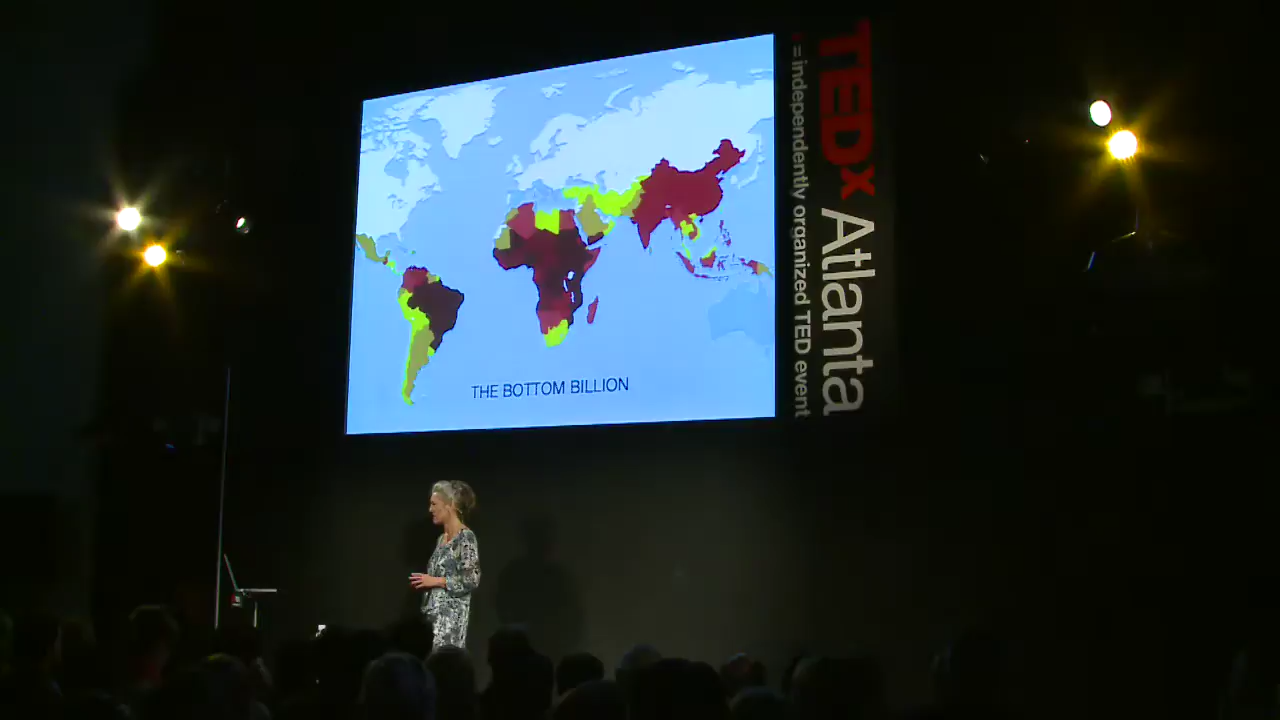 THE BOTTOM BILLION
TEDx Atlanta
x = independently organized TED event